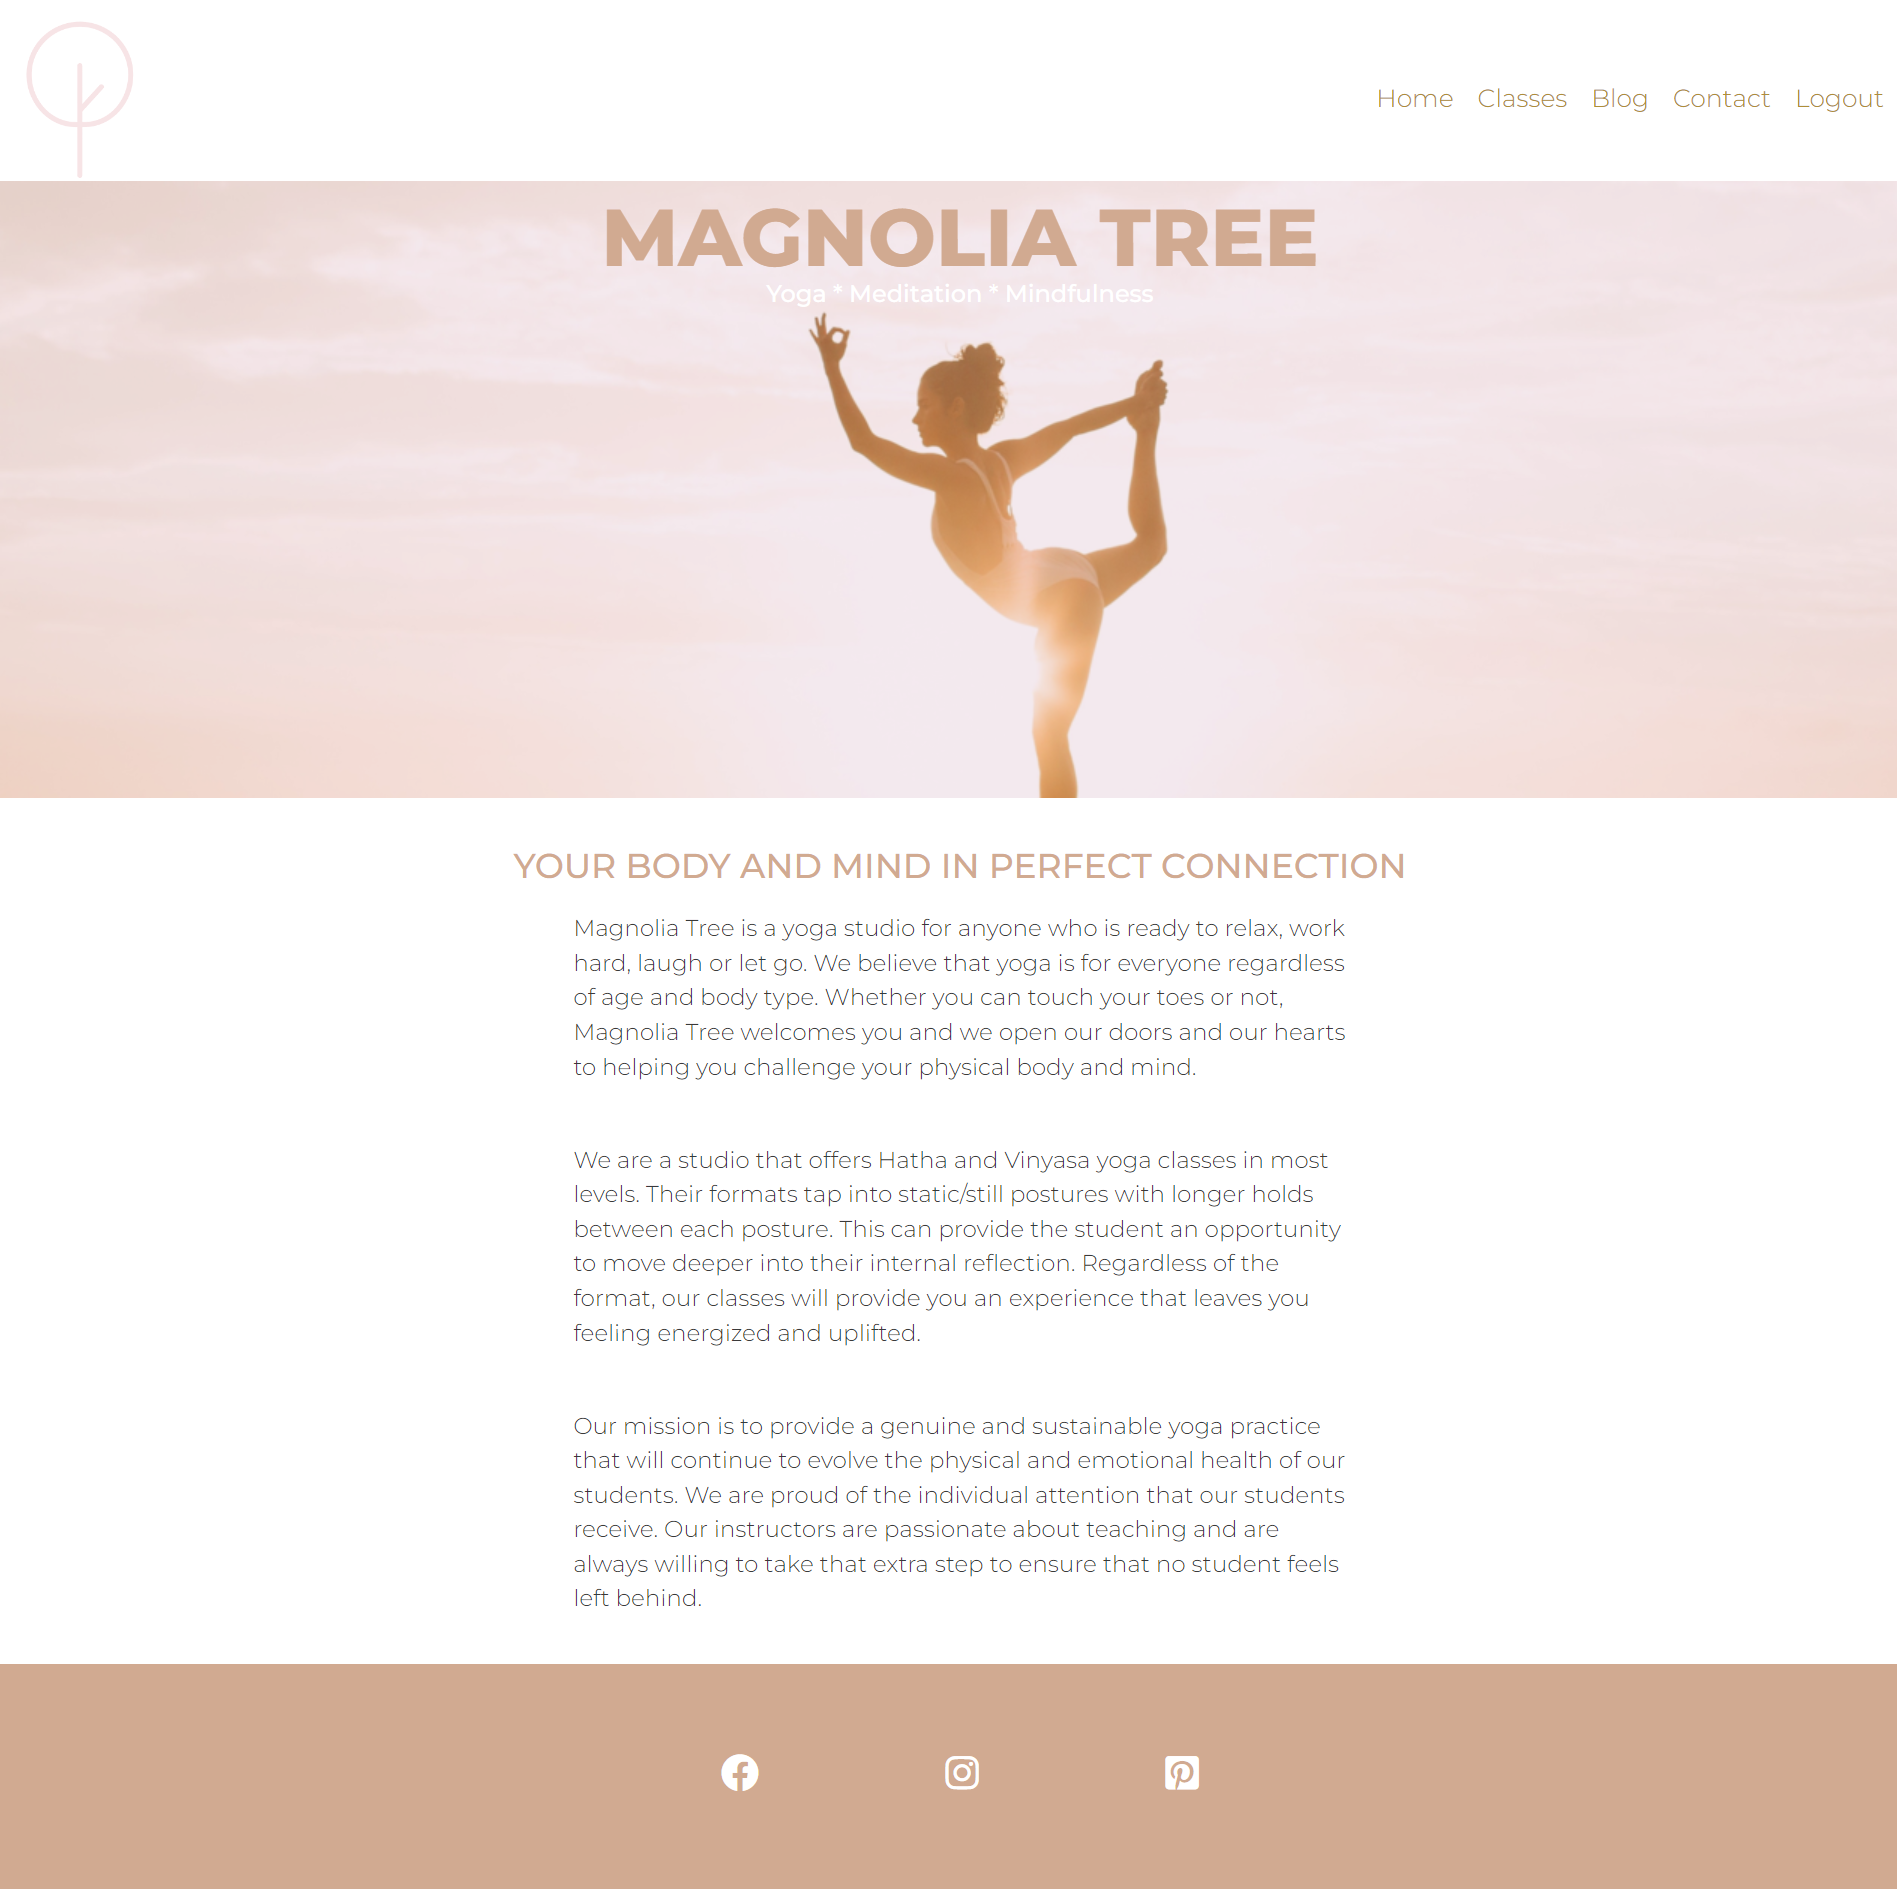 Home Classes Blog Contact Logout
MAGNOLIA TREE
Yoga * Meditation * Mindfulness
YOUR BODY AND MIND IN PERFECT CONNECTION
Magnolia Tree is a yoga studio for anyone who is ready to relax, work
hard, laugh or let go. We believe that yoga is for everyone regardless
of age and body type. Whether you can touch your toes or not,
Magnolia Tree welcomes you and we open our doors and our hearts
to helping you challenge your physical body and mind.
We are a studio that offers Hatha and Vinyasa yoga classes in most
levels. Their formats tap into static/still postures with longer holds
between each posture. This can provide the student an opportunity
to move deeper into their internal reflection. Regardless of the
format, our classes will provide you an experience that leaves you
feeling energized and uplifted.
Our mission is to provide a genuine and sustainable yoga practice
that will continue to evolve the physical and emotional health of our
students. We are proud of the individual attention that our students
receive. Our instructors are passionate about teaching and are
always willing to take that extra step to ensure that no student feels
left behind.